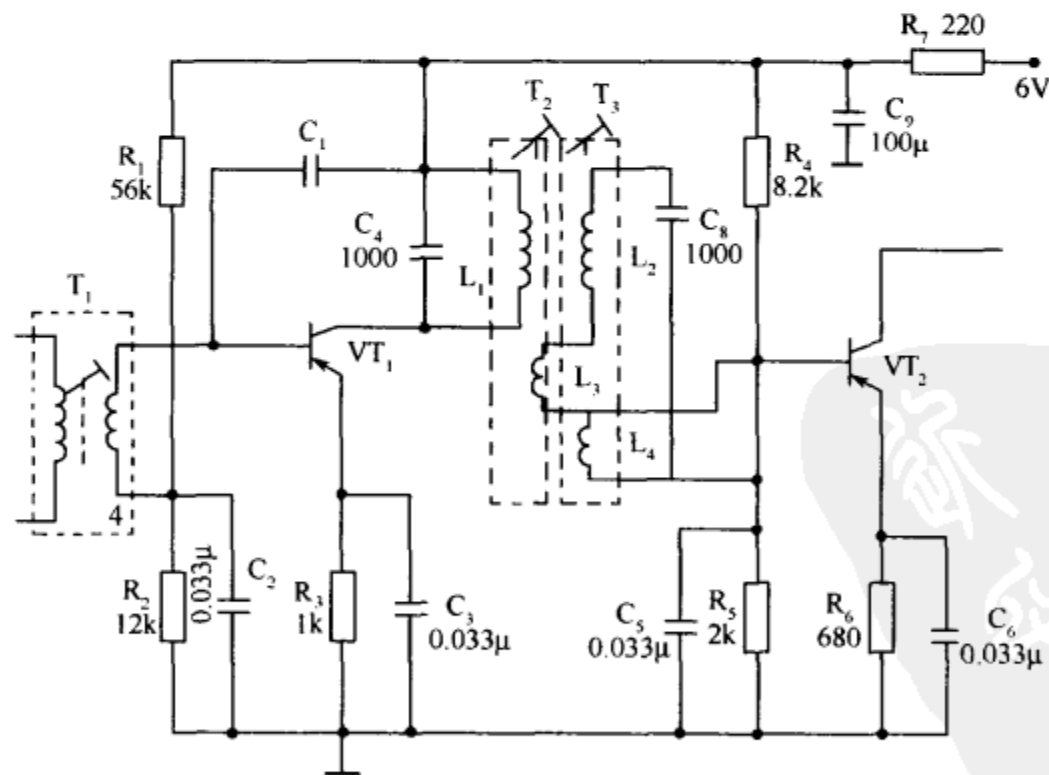 R₇ 220
6V
C₉
100μ
T₂
T₃
C₁
R₁
56k
R₄
8.2k
C₄
1000
C₈
1000
L₁
L₂
T₁
VT₁
VT₂
L₃
L₄
4
R₂
12k
0.033μ
C₂
R₃
1k
C₃
0.033μ
C₅
0.033μ
R₅
2k
R₆
680
C₆
0.033μ